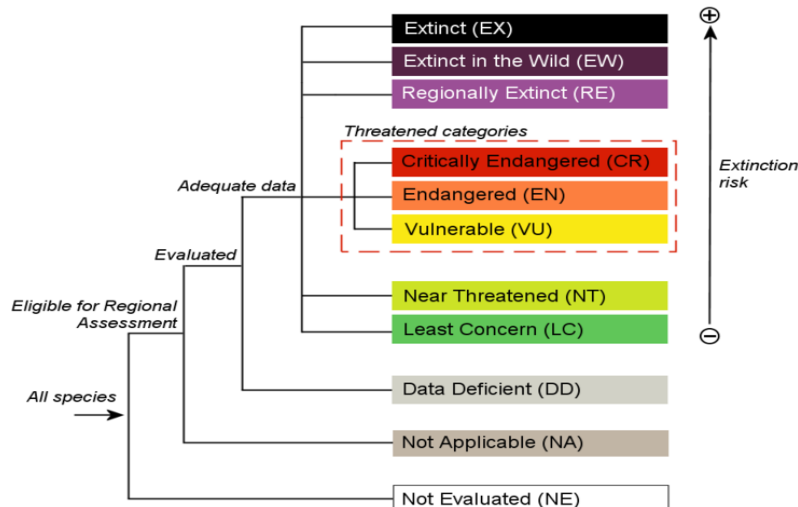 Extinct (EX)
Extinct in the Wild (EW)
Regionally Extinct (RE)
Threatened categories
Critically Endangered (CR)
Extinction
risk
Adequate data
Endangered (EN)
Vulnerable (VU)
Evaluated
Near Threatened (NT)
Eligible for Regional
Assessment
Least Concern (LC)
Data Deficient (DD)
All species
Not Applicable (NA)
Not Evaluated (NE)